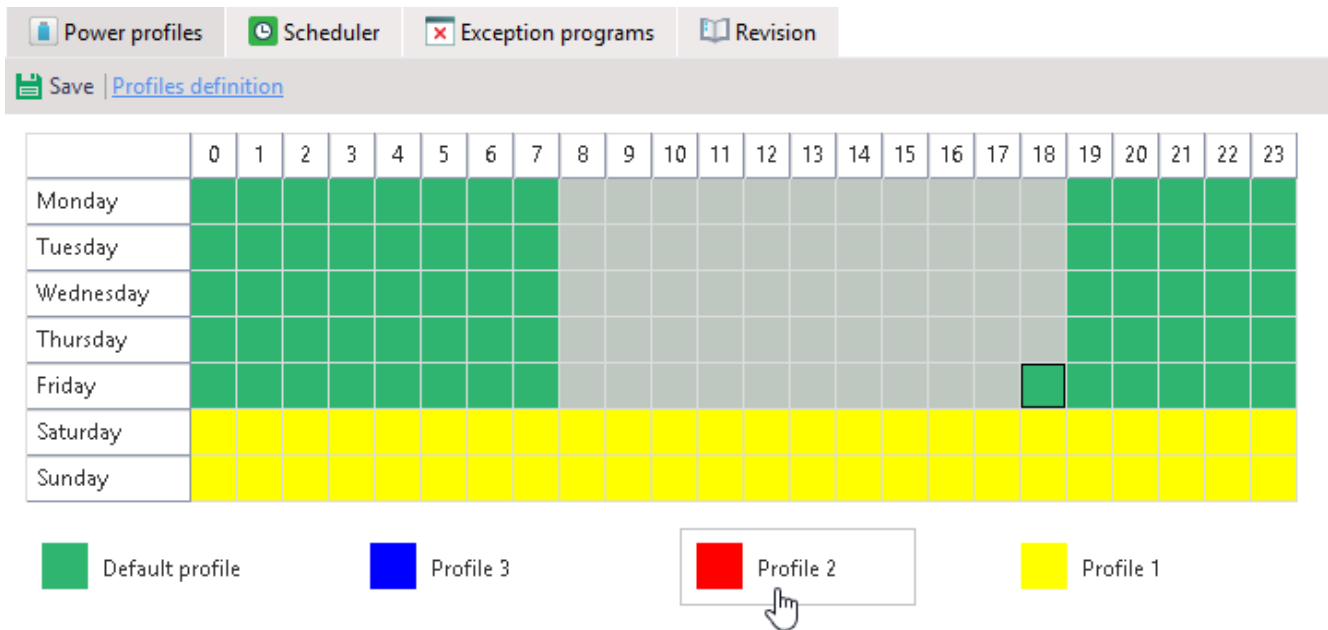 Power profiles Scheduler Exception programs Revision
Save Profiles definition
0 1 2 3 4 5 6 7 8 9 10 11 12 13 14 15 16 17 18 19 20 21 22 23
Monday
Tuesday
Wednesday
Thursday
Friday
Saturday
Sunday
Default profile Profile 3 Profile 2 Profile 1